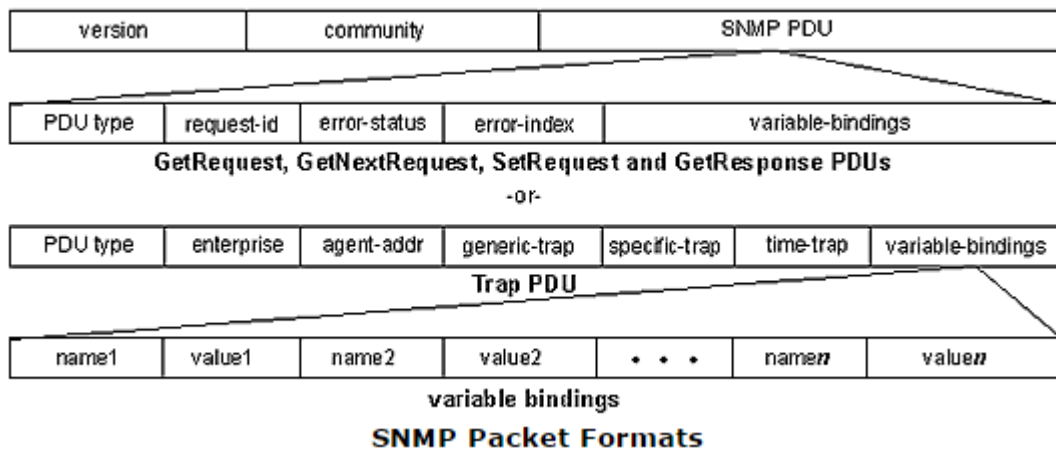 version community SNMP PDU
PDU type request-id error-status error-index variable-bindings
GetRequest, GetNextRequest, SetRequest and GetResponse PDUs
-or-
PDU type enterprise agent-addr generic-trap specific-trap time-trap variable-bindings
Trap PDU
name1 value1 name2 value2 • • • namen valuen
variable bindings
SNMP Packet Formats